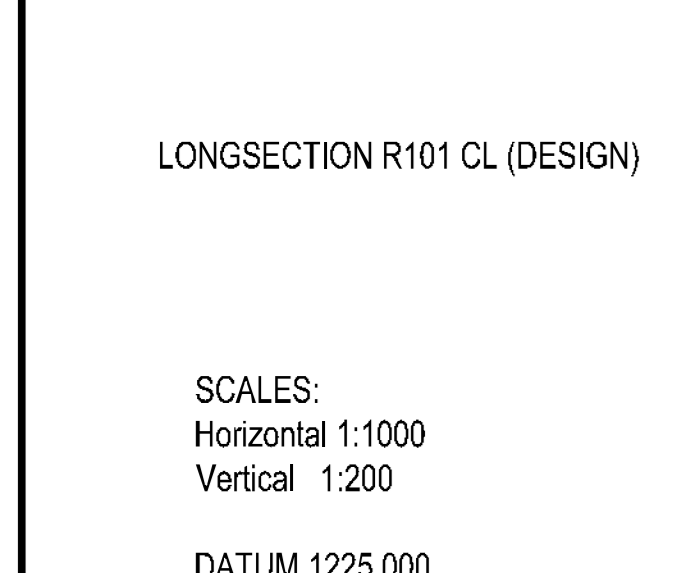 LONGSECTION R101 CL (DESIGN)
SCALES:
Horizontal 1:1000
Vertical 1:200
DATUM 1225.000